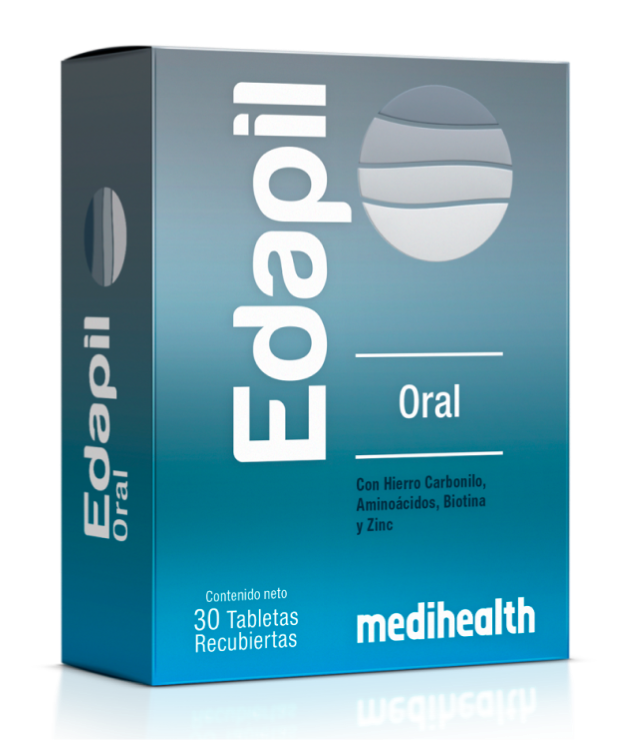 Edapil
Oral
Con Hierro Carbonilo,
Aminoácidos, Biotina
y Zinc
Contenido neto
30 Tabletas
Recubiertas
medihealth
Edapil
Oral